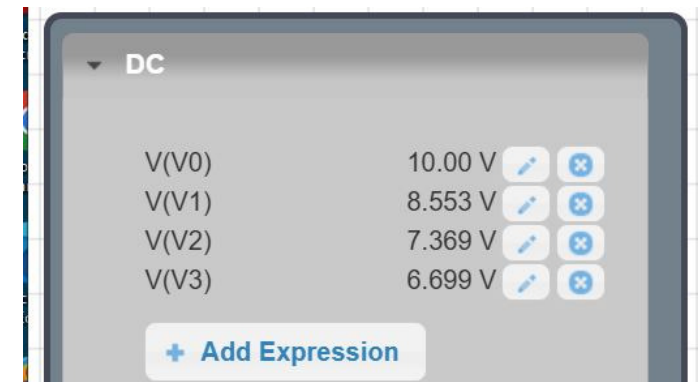 DC
V(V0) 10.00 V
V(V1) 8.553 V
V(V2) 7.369 V
V(V3) 6.699 V
+ Add Expression